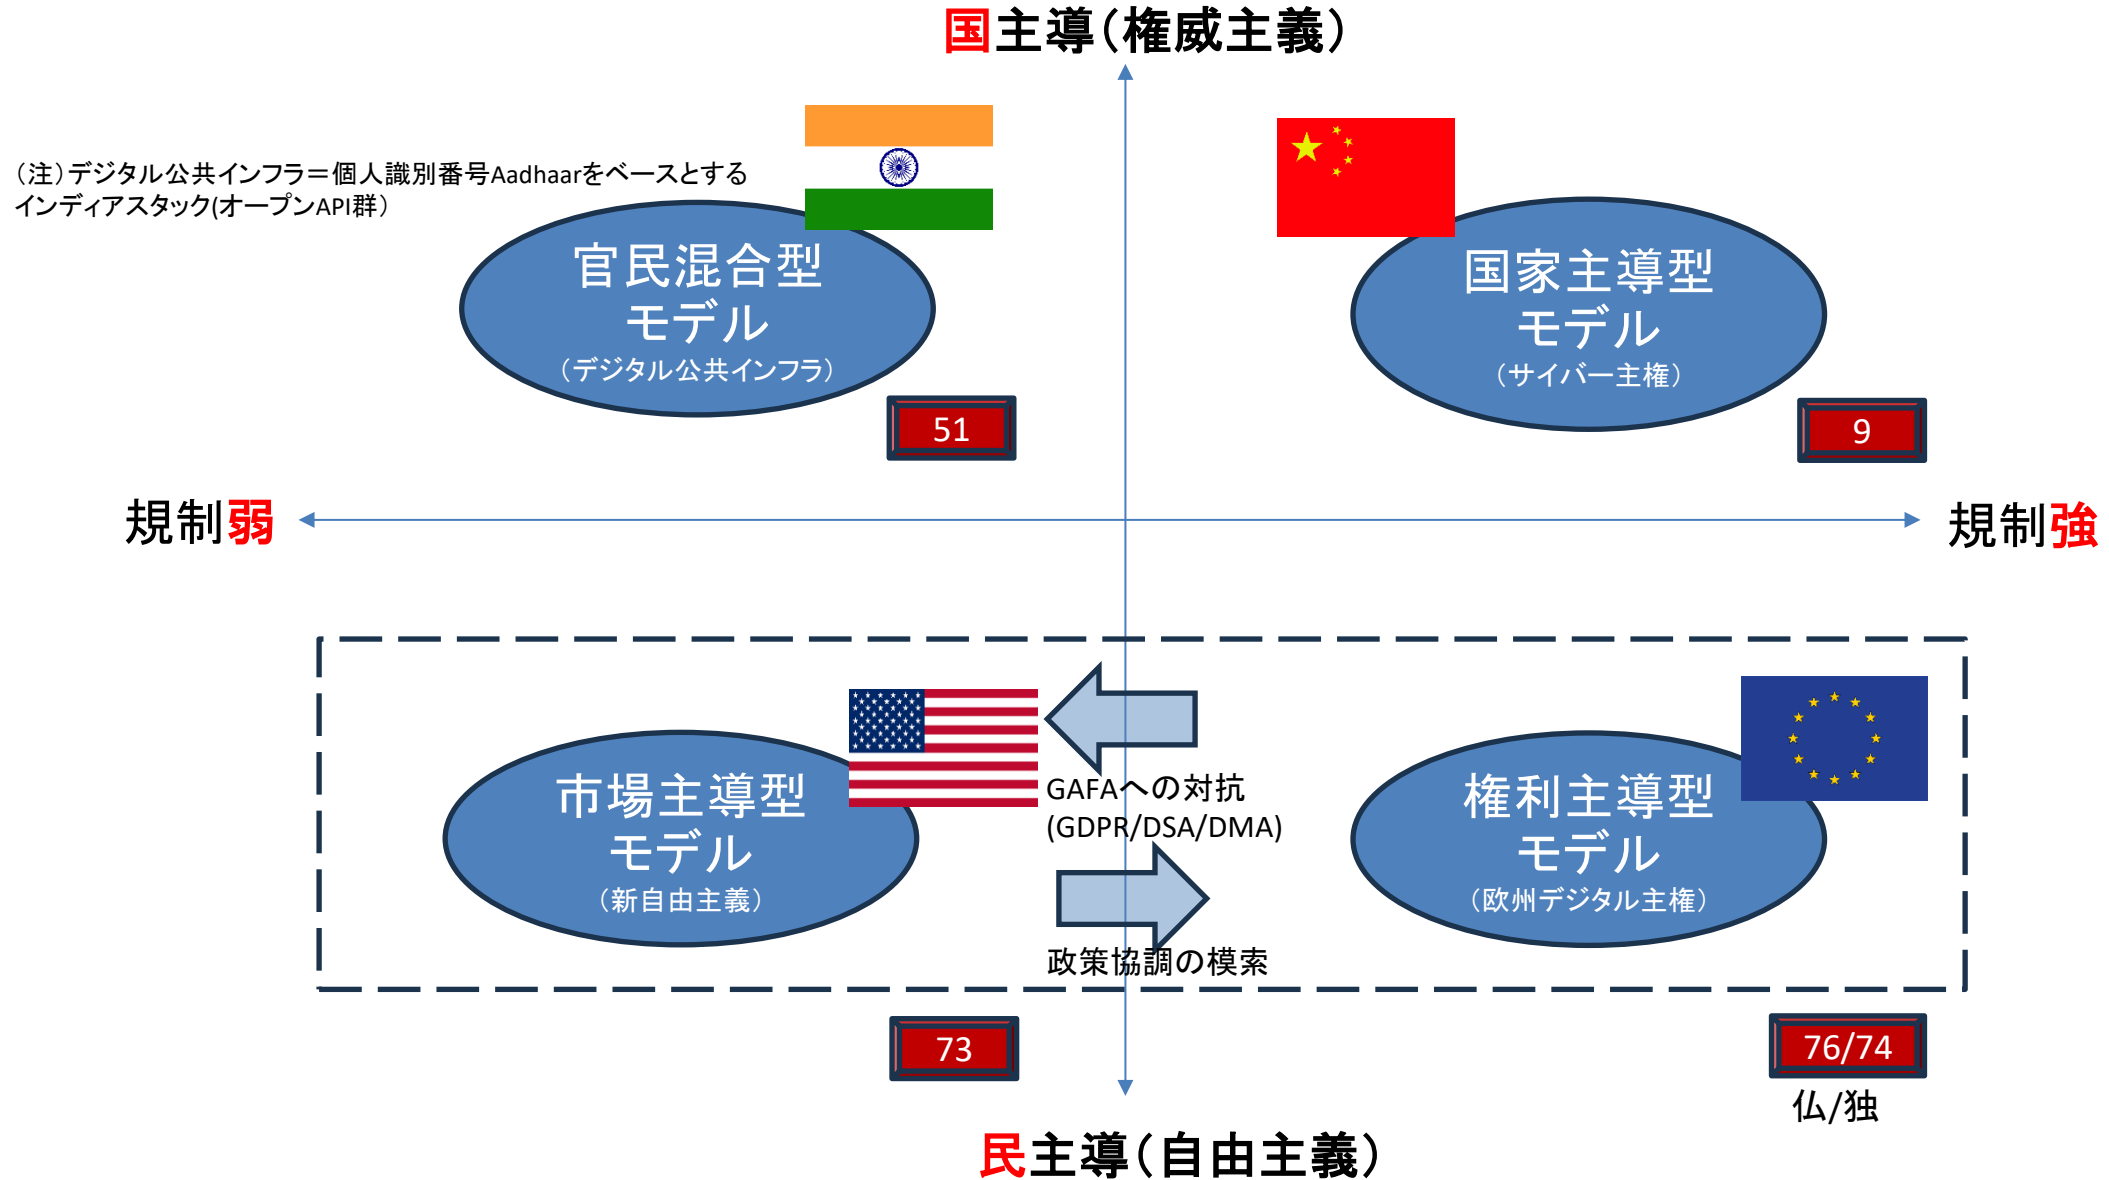 国主導（権威主義）
（注）デジタル公共インフラ＝個人識別番号Aadhaarをベースとする
インディアスタック(オープンAPI群）
官民混合型
モデル
（デジタル公共インフラ）
51
国家主導型
モデル
（サイバー主権）
9
規制弱
規制強
市場主導型
モデル
（新自由主義）
GAFAへの対抗
(GDPR/DSA/DMA)
政策協調の模索
権利主導型
モデル
（欧州デジタル主権）
73
76/74
仏/独
民主導（自由主義）